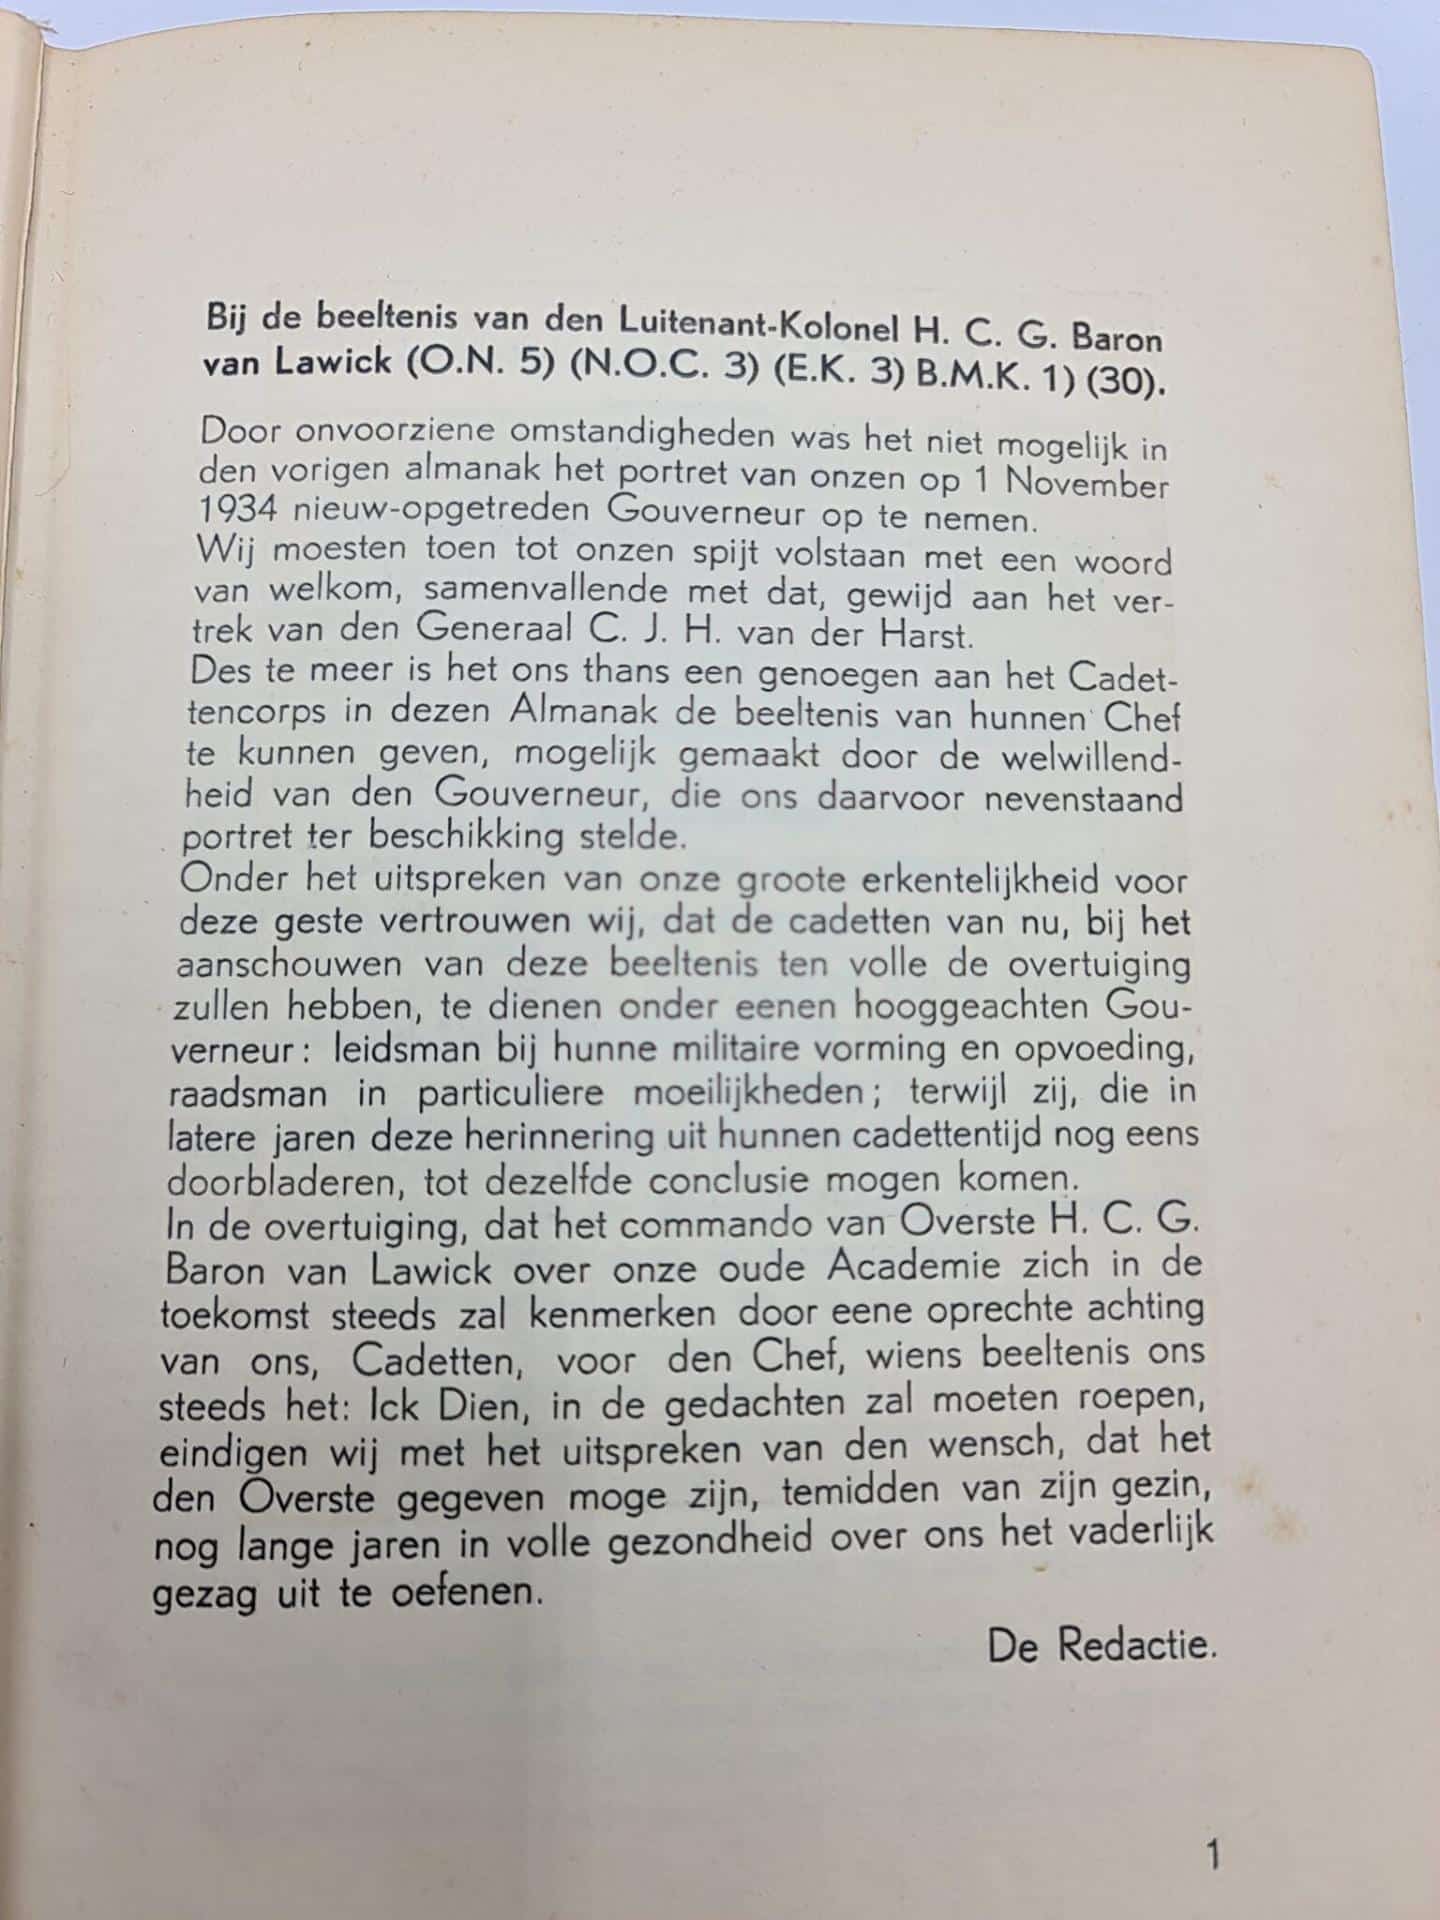 Bij de beeltenis van den Luitenant-Kolonel H. C. G. Baron
van Lawick (O.N. 5) (N.O.C. 3) (E.K. 3) B.M.K. 1) (30).
Door onvoorziene omstandigheden was het niet mogelijk in
den vorigen almanak het portret van onzen op 1 November
1934 nieuw-opgetreden Gouverneur op te nemen.
Wij moesten toen tot onzen spijt volstaan met een woord
van welkom, samenvallende met dat, gewijd aan het ver-
trek van den Generaal C. J. H. van der Harst.
Des te meer is het ons thans een genoegen aan het Cadet-
tencorps in dezen Almanak de beeltenis van hunnen Chef
te kunnen geven, mogelijk gemaakt door de welwillend-
heid van den Gouverneur, die ons daarvoor nevenstaand
portret ter beschikking stelde.
Onder het uitspreken van onze groote erkentelijkheid voor
deze geste vertrouwen wij, dat de cadetten van nu, bij het
aanschouwen van deze beeltenis ten volle de overtuiging
zullen hebben, te dienen onder eenen hooggeachten Gou-
verneur: leidsman bij hunne militaire vorming en opvoeding,
raadsman in particuliere moeilijkheden; terwijl zij, die in
latere jaren deze herinnering uit hunnen cadettentijd nog eens
doorbladeren, tot dezelfde conclusie mogen komen.
In de overtuiging, dat het commando van Overste H. C. G.
Baron van Lawick over onze oude Academie zich in de
toekomst steeds zal kenmerken door eene oprechte achting
van ons, Cadetten, voor den Chef, wiens beeltenis ons
steeds het: Ick Dien, in de gedachten zal moeten roepen,
eindigen wij met het uitspreken van den wensch, dat het
den Overste gegeven moge zijn, temidden van zijn gezin,
nog lange jaren in volle gezondheid over ons het vaderlijk
gezag uit te oefenen.
De Redactie.
1